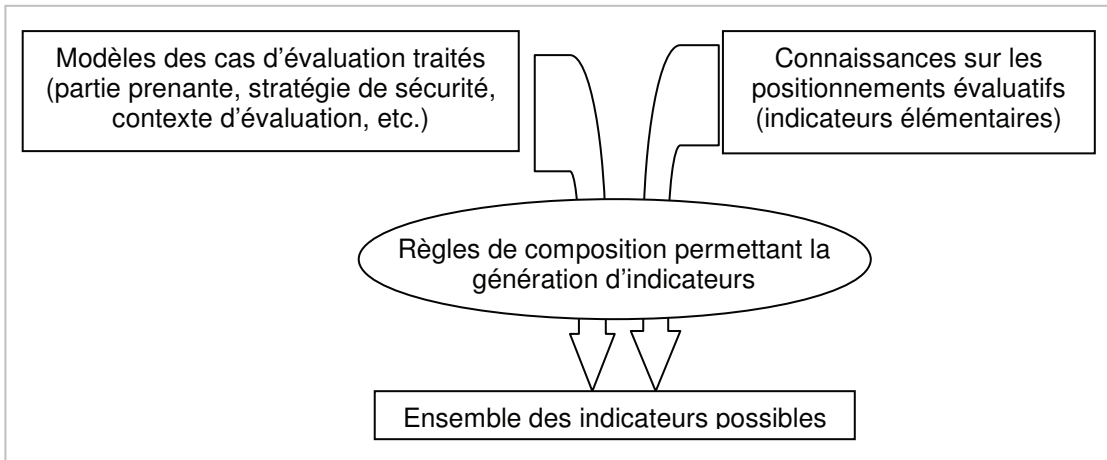 Modèles des cas d'évaluation traités
(partie prenante, stratégie de sécurité,
contexte d'évaluation, etc.)
Connaissances sur les
positionnements évaluatifs
(indicateurs élémentaires)
Règles de composition permettant la
génération d'indicateurs
Ensemble des indicateurs possibles